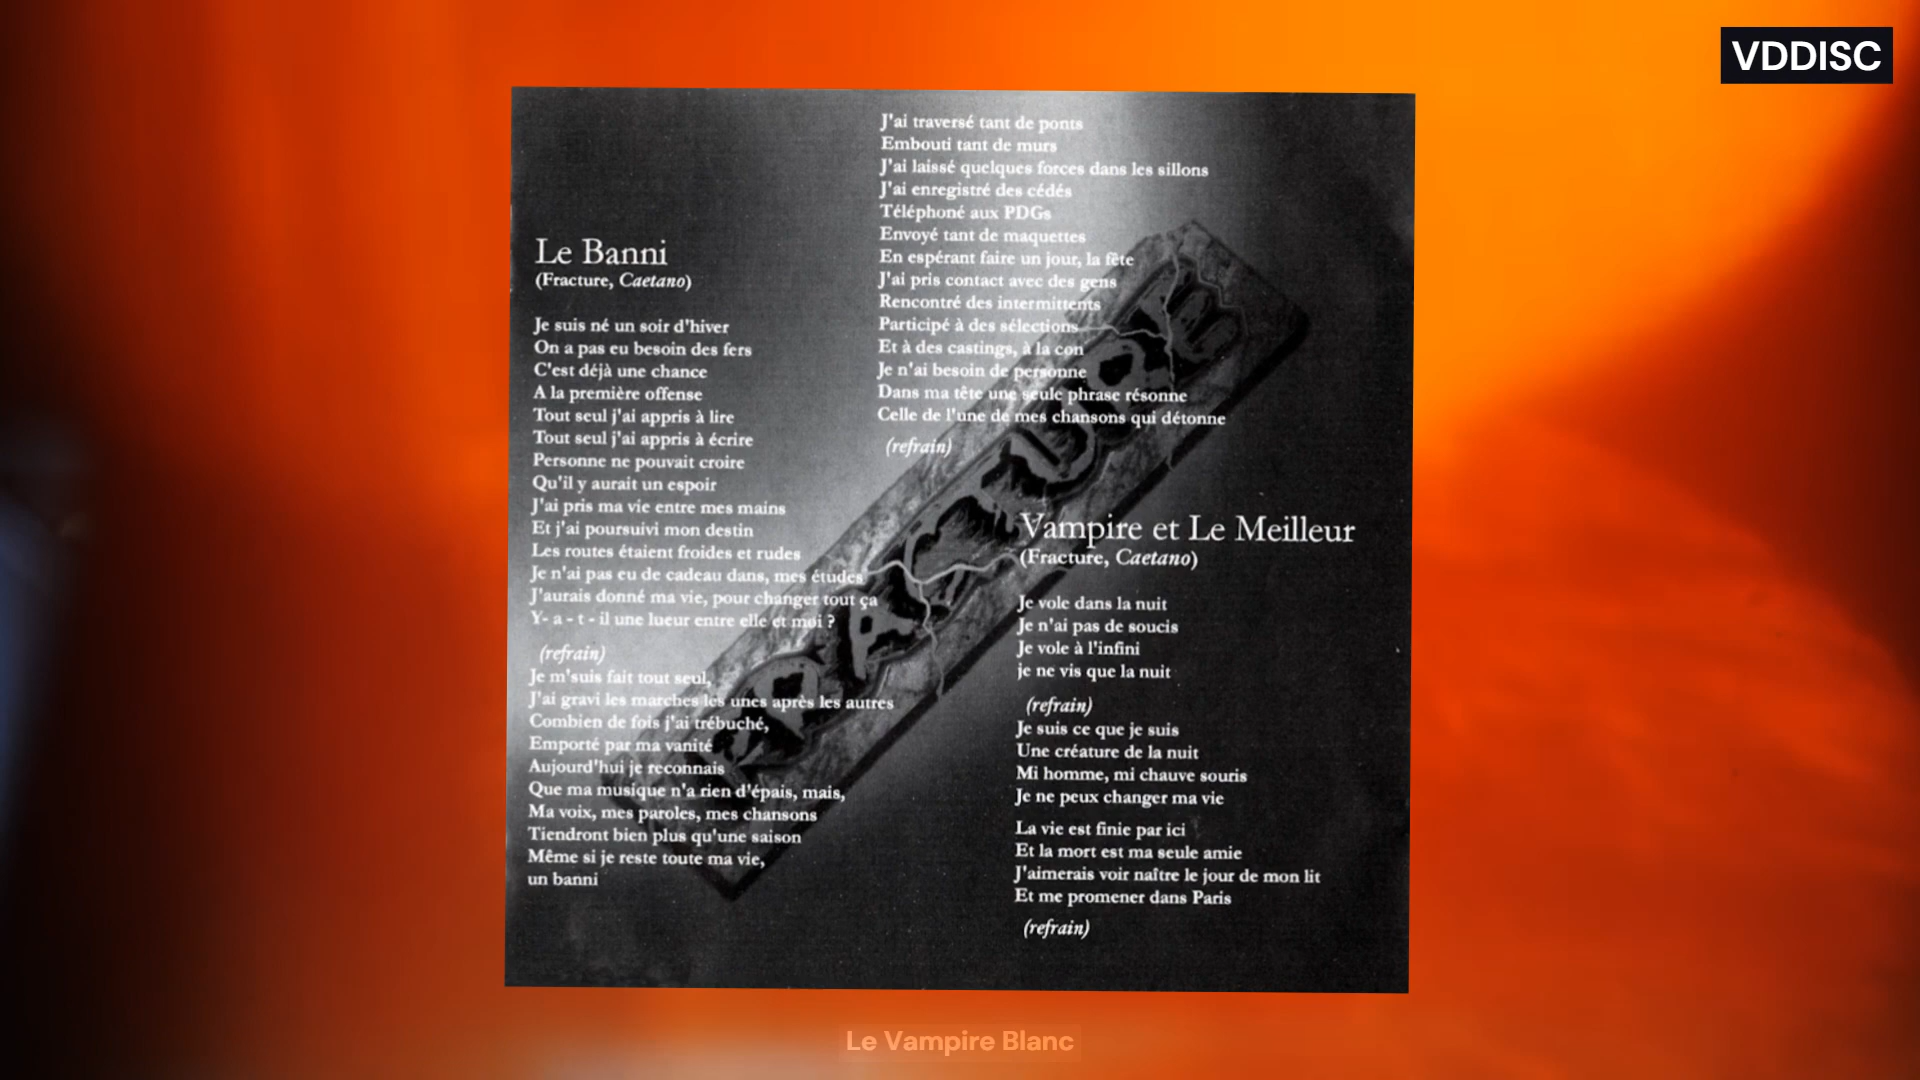 VDDISC
Le Banni
(Fracture, Caetano)
Je suis né un soir d'hiver
On a pas eu besoin des fers
C'est déjà une chance
A la première offense
Tout seul j'ai appris à lire
Tout seul j'ai appris à écrire
Personne ne pouvait croire
Qu'il y aurait un espoir
J'ai pris ma vie entre mes mains
Et j'ai poursuivi mon destin
Les routes étaient froides et rudes
Je n'ai pas eu de cadeau dans, mes études
J'aurais donné ma vie, pour changer tout ça
Y- a - t - il une lueur entre elle et moi ?
(refrain)
Je m'suis fait tout seul,
J'ai gravi les marches les unes après les autres
Combien de fois j'ai trébuché,
Emporté par ma vanité
Aujourd'hui je reconnais
Que ma musique n'a rien d'épais, mais,
Ma voix, mes paroles, mes chansons
Tiendront bien plus qu'une saison
Même si je reste toute ma vie,
un banni
J'ai traversé tant de ponts
Embouti tant de murs
J'ai laissé quelques forces dans les sillons
J'ai enregistré des cédés
Téléphoné aux PDGs
Envoyé tant de maquettes
En espérant faire un jour, la fête
J'ai pris contact avec des gens
Rencontré des intermittents
Participé à des sélections
Et à des castings, à la con
Je n'ai besoin de personne
Dans ma tête une seule phrase résonne
Celle de l'une de mes chansons qui détonne
(refrain)
FRACTURE
Vampire et Le Meilleur
(Fracture, Caetano)
Je vole dans la nuit
Je n'ai pas de soucis
Je vole à l'infini
je ne vis que la nuit
(refrain)
Je suis ce que je suis
Une créature de la nuit
Mi homme, mi chauve souris
Je ne peux changer ma vie
La vie est finie par ici
Et la mort est ma seule amie
J'aimerais voir naître le jour de mon lit
Et me promener dans Paris
(refrain)
Le Vampire Blanc